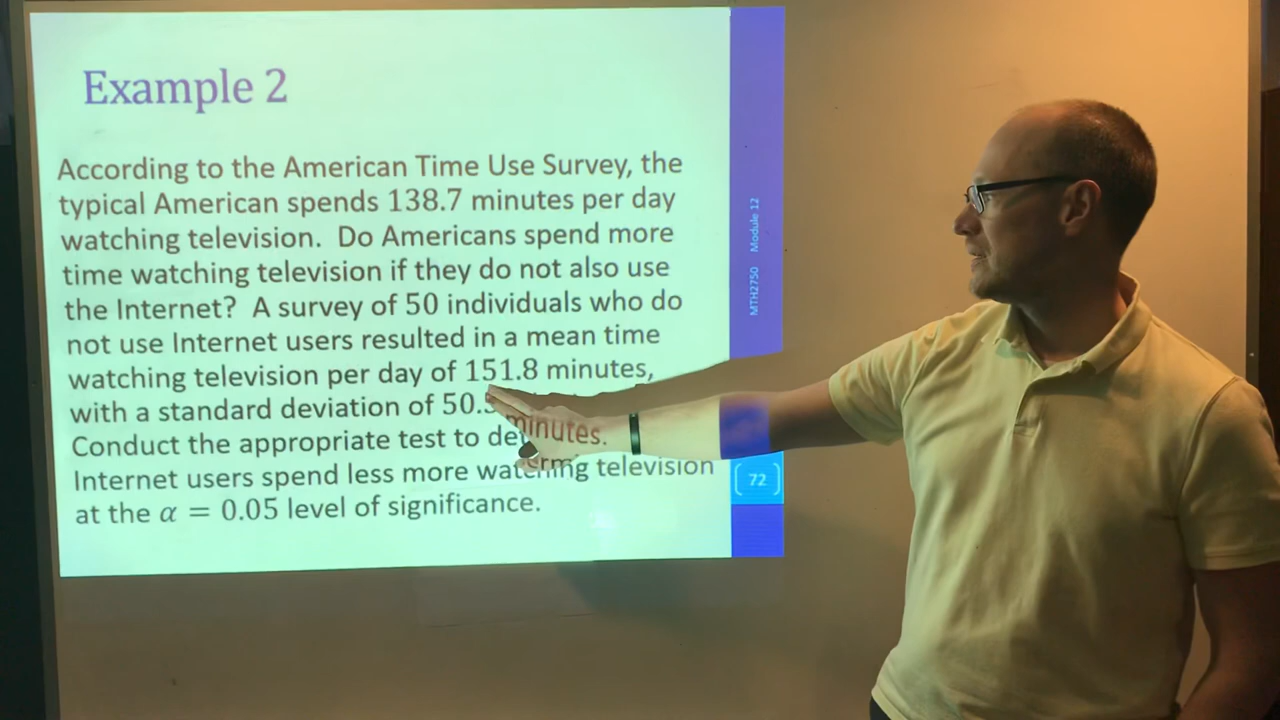 Example 2
According to the American Time Use Survey, the
typical American spends 138.7 minutes per day
watching television. Do Americans spend more
time watching television if they do not also use
the Internet? A survey of 50 individuals who do
not use Internet users resulted in a mean time
watching television per day of 151.8 minutes,
with a standard deviation of
minutes.
Conduct the appropriate test to
Internet users spend less more watching television
at the α = 0.05 level of significance.
MTH2750 Module 12
72